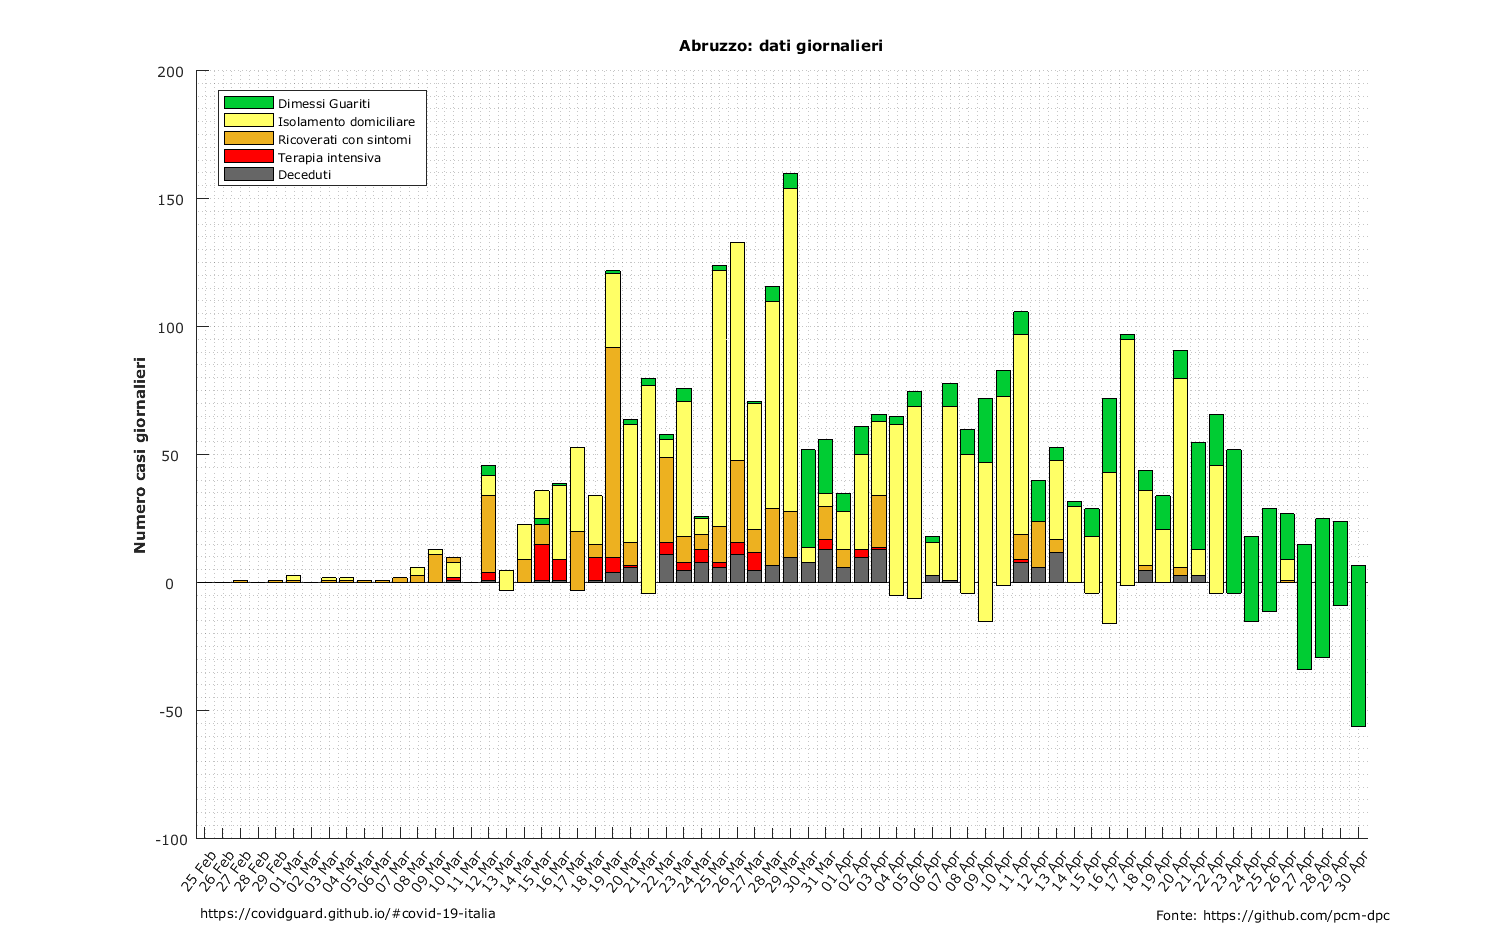 Abruzzo: dati giornalieri
200
150
100
50
0
-50
-100
Numero casi giornalieri
Dimessi Guariti
Isolamento domiciliare
Ricoverati con sintomi
Terapia intensiva
Deceduti
25 Feb
26 Feb
27 Feb
28 Feb
29 Feb
01 Mar
02 Mar
03 Mar
04 Mar
05 Mar
06 Mar
07 Mar
08 Mar
09 Mar
10 Mar
11 Mar
12 Mar
13 Mar
14 Mar
15 Mar
16 Mar
17 Mar
18 Mar
19 Mar
20 Mar
21 Mar
22 Mar
23 Mar
24 Mar
25 Mar
26 Mar
27 Mar
28 Mar
29 Mar
30 Mar
31 Mar
01 Apr
02 Apr
03 Apr
04 Apr
05 Apr
06 Apr
07 Apr
08 Apr
09 Apr
10 Apr
11 Apr
12 Apr
13 Apr
14 Apr
15 Apr
16 Apr
17 Apr
18 Apr
19 Apr
20 Apr
21 Apr
22 Apr
23 Apr
24 Apr
25 Apr
26 Apr
27 Apr
28 Apr
29 Apr
30 Apr
https://covidguard.github.io/#covid-19-italia
Fonte: https://github.com/pcm-dpc